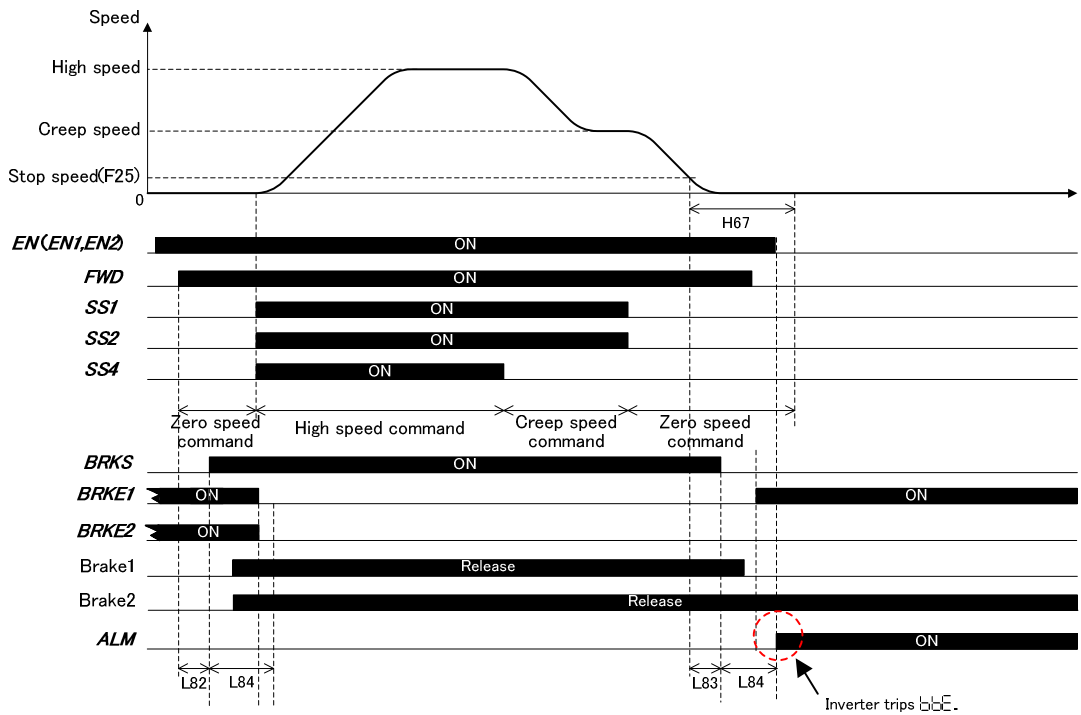 Speed
High speed
Creep speed
Stop speed(F25)
0
H67
EN(EN1,EN2)
ON
FWD
ON
SS1
ON
SS2
ON
SS4
ON
Zero speed
command
High speed command
Creep speed
command
Zero speed
command
BRKS
ON
BRKE1
ON
ON
BRKE2
ON
Brake1
Release
Brake2
Release
ALM
ON
L82
L84
L83
L84
Inverter trips bbE.